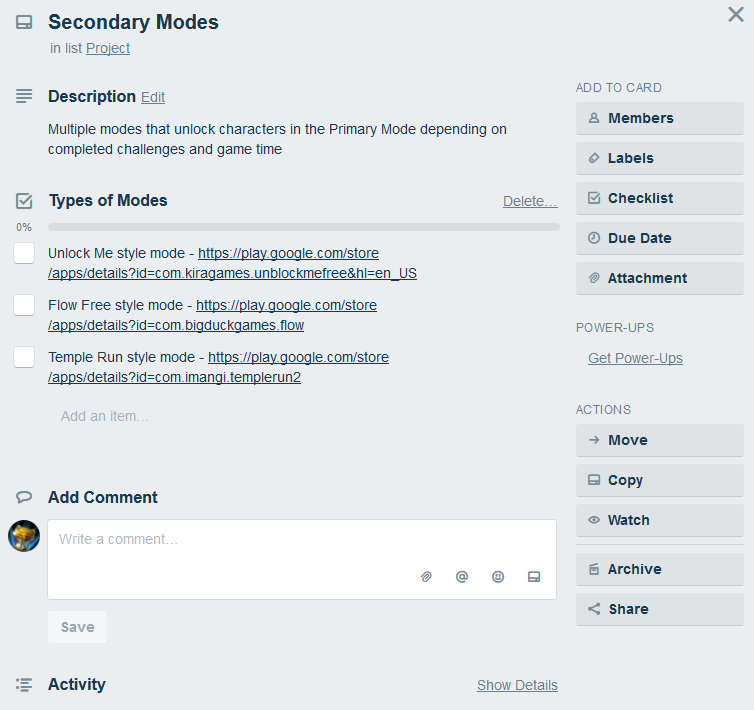 Secondary Modes
in list Project
Description Edit
Multiple modes that unlock characters in the Primary Mode depending on
completed challenges and game time
Types of Modes
Delete...
0%
Unlock Me style mode - https://play.google.com/store
/apps/details?id=com.kiragames.unblockmefree&hl=en_US
Flow Free style mode - https://play.google.com/store
/apps/details?id=com.bigduckgames.flow
Temple Run style mode - https://play.google.com/store
/apps/details?id=com.imangi.templerun2
Add an item...
Add Comment
Write a comment...
Save
Activity
Show Details
ADD TO CARD
Members
Labels
Checklist
Due Date
Attachment
POWER-UPS
Get Power-Ups
ACTIONS
Move
Copy
Watch
Archive
Share